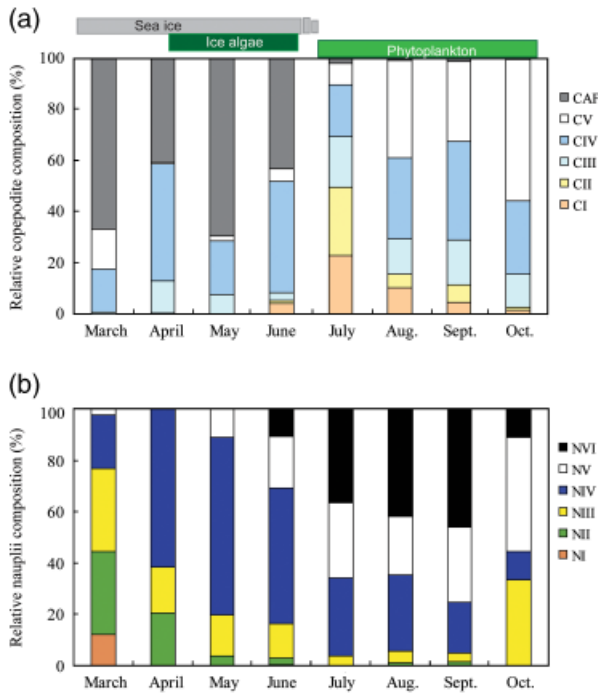 (a)
Sea ice
Ice algae
Phytoplankton
Relative copepodite composition (%)
100
80
60
40
20
0
March April May June July Aug. Sept. Oct.
CAF
CV
CIV
CIII
CII
CI
(b)
Relative nauplii composition (%)
100
80
60
40
20
0
March April May June July Aug. Sept. Oct.
NVI
NV
NIV
NIII
NII
NI